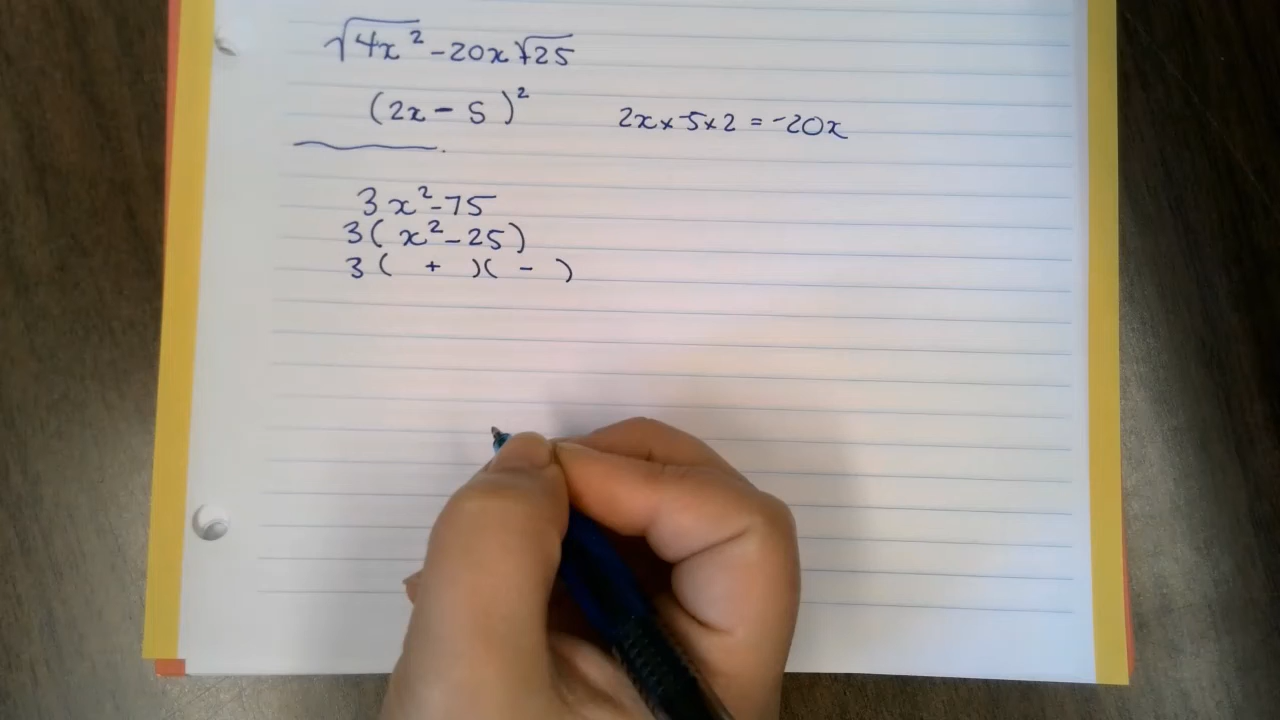 √4x² -20x √+25
(2x - 5)² 2x × -5 × 2 = -20x
3x² - 75
3( x² - 25)
3( + )( - )